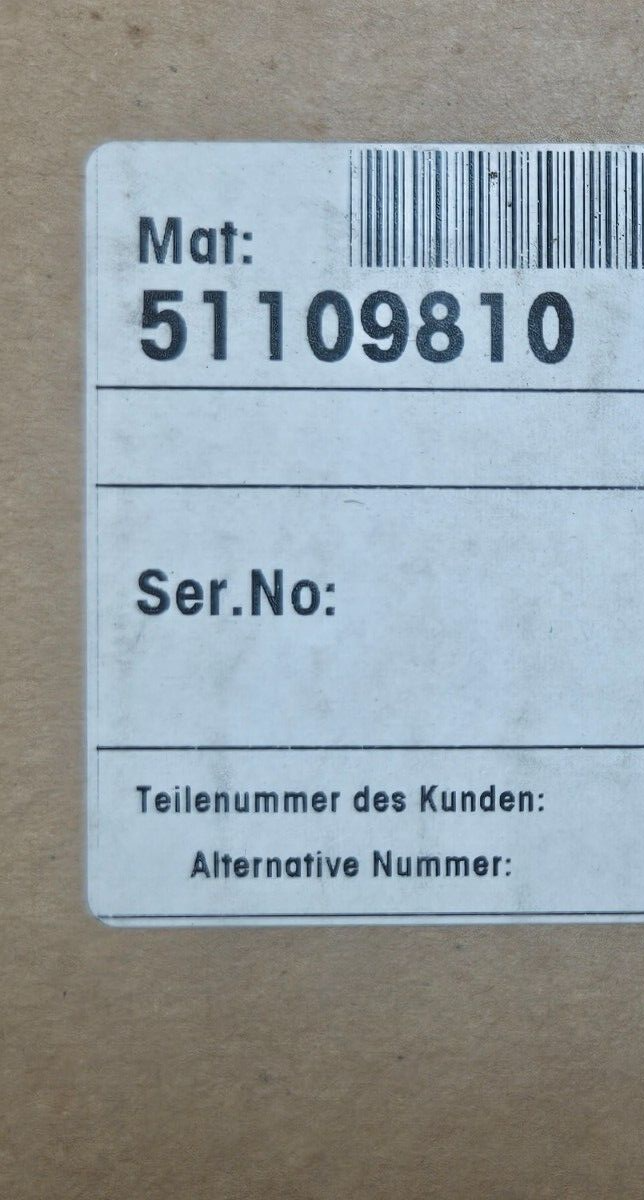 Mat:
51109810
Ser.No:
Teilenummer des Kunden:
Alternative Nummer: